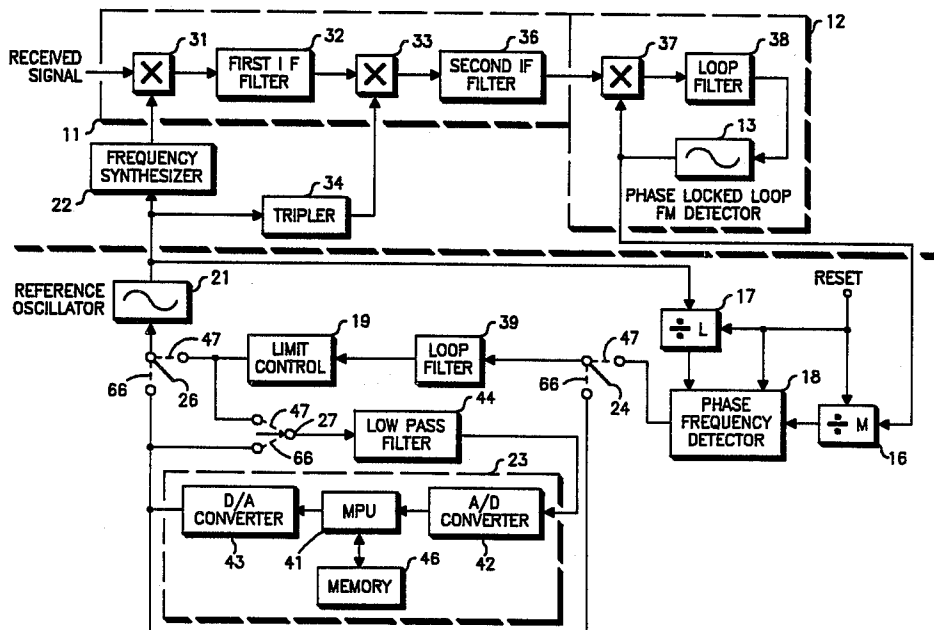 12
31
32
33
36
37
38
RECEIVED
SIGNAL
X
FIRST I F
FILTER
X
SECOND IF
FILTER
X
LOOP
FILTER
11
13
FREQUENCY
SYNTHESIZER
22
34
TRIPLER
PHASE LOCKED LOOP
FM DETECTOR
RESET
REFERENCE
OSCILLATOR
21
17
÷ L
47
19
LIMIT
CONTROL
39
LOOP
FILTER
47
18
66
26
66
24
PHASE
FREQUENCY
DETECTOR
÷ M
16
47
27
66
44
LOW PASS
FILTER
23
D/A
CONVERTER
43
MPU
41
A/D
CONVERTER
42
46
MEMORY